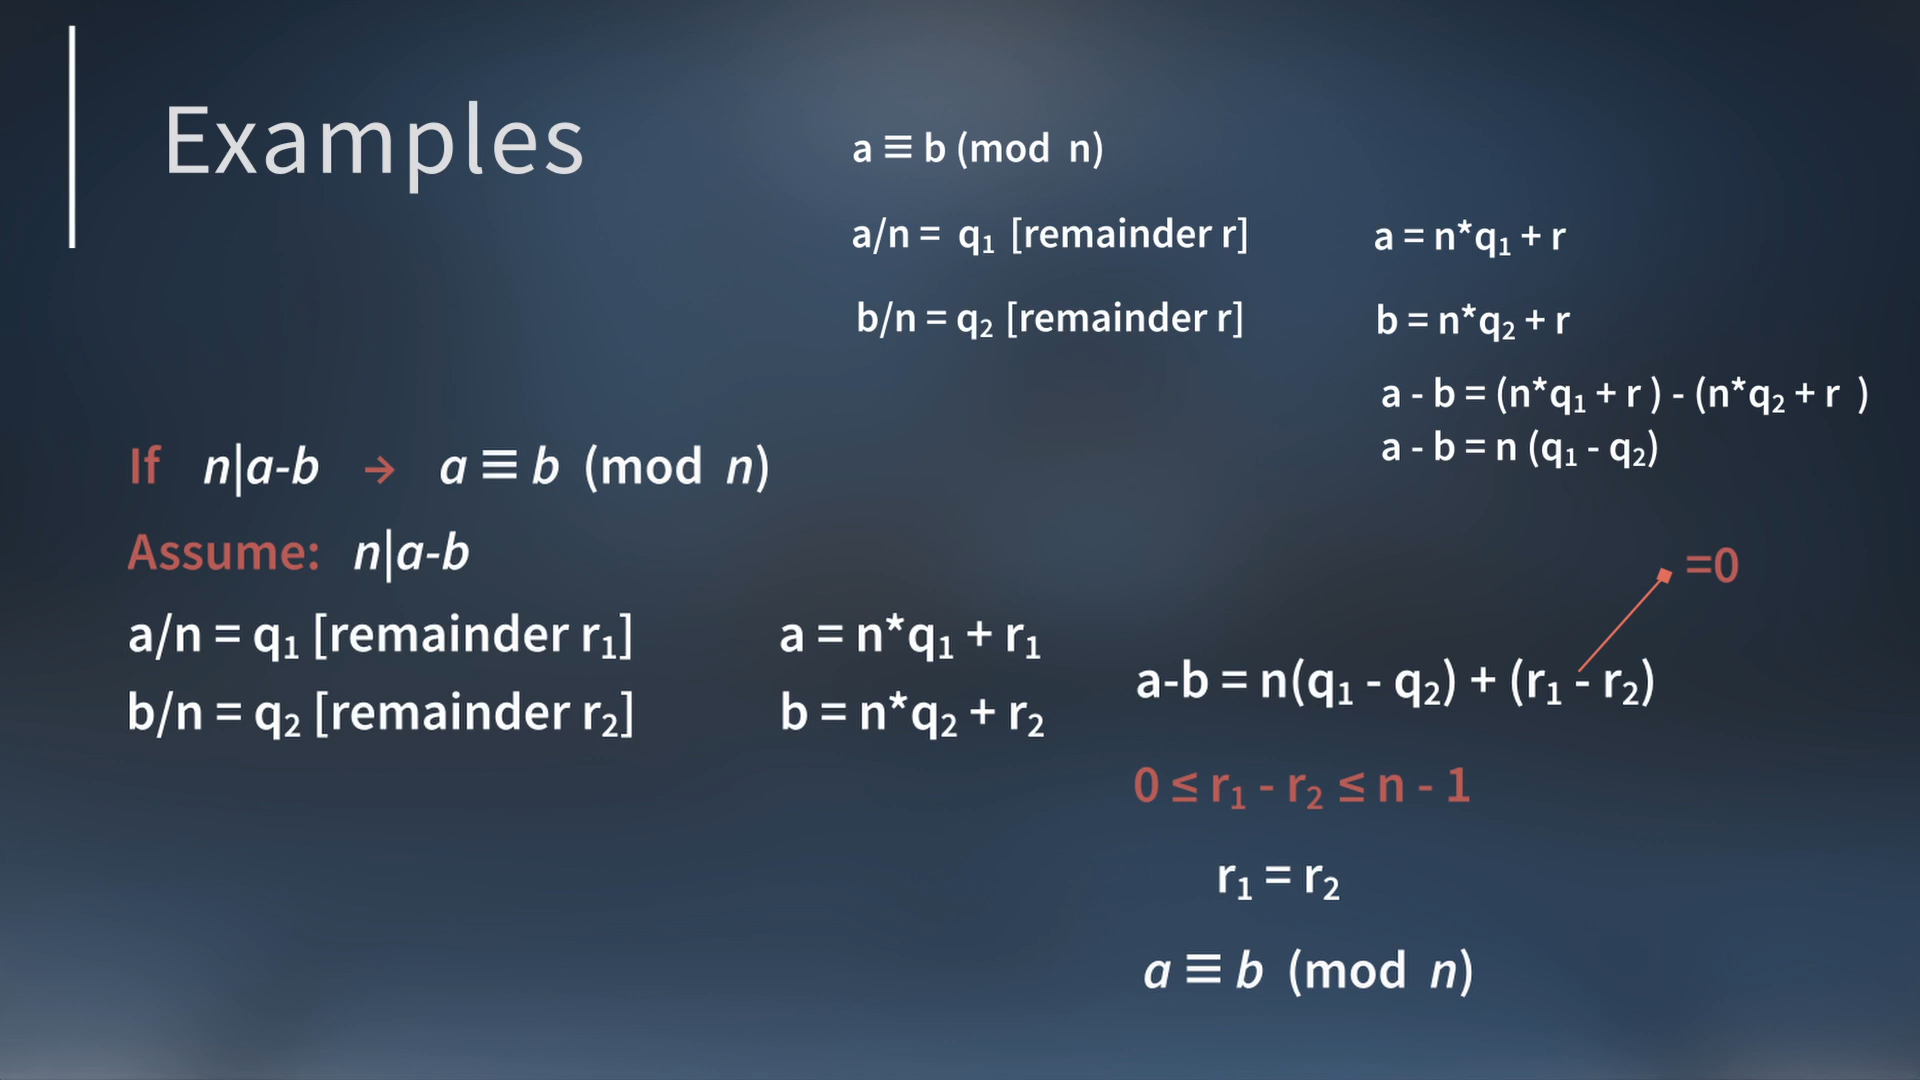 Examples
a ≡ b (mod n)
a/n = q₁ [remainder r]
a = n*q₁ + r
b/n = q₂ [remainder r]
b = n*q₂ + r
a - b = (n*q₁ + r ) - (n*q₂ + r )
a - b = n (q₁ - q₂)
If n|a-b → a ≡ b (mod n)
Assume: n|a-b
=0
a/n = q₁ [remainder r₁]
a = n*q₁ + r₁
b/n = q₂ [remainder r₂]
b = n*q₂ + r₂
a-b = n(q₁ - q₂) + (r₁ - r₂)
0 ≤ r₁ - r₂ ≤ n - 1
r₁ = r₂
a ≡ b (mod n)